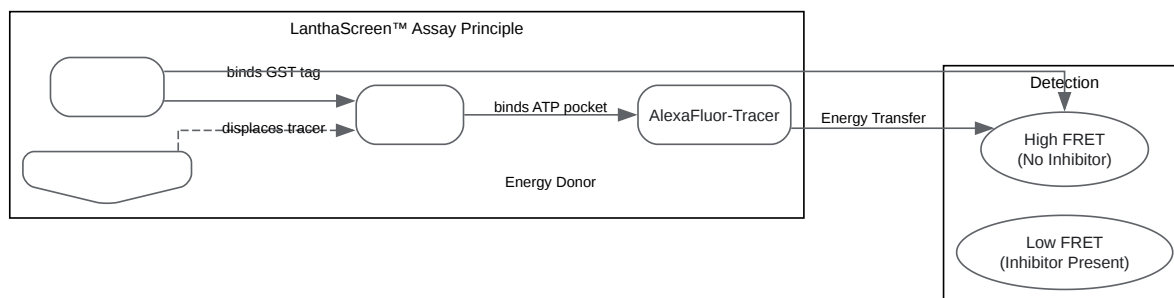 LanthaScreen™ Assay Principle
binds GST tag
displaces tracer
binds ATP pocket
AlexaFluor-Tracer
Energy Transfer
Energy Donor
Detection
High FRET
(No Inhibitor)
Low FRET
(Inhibitor Present)